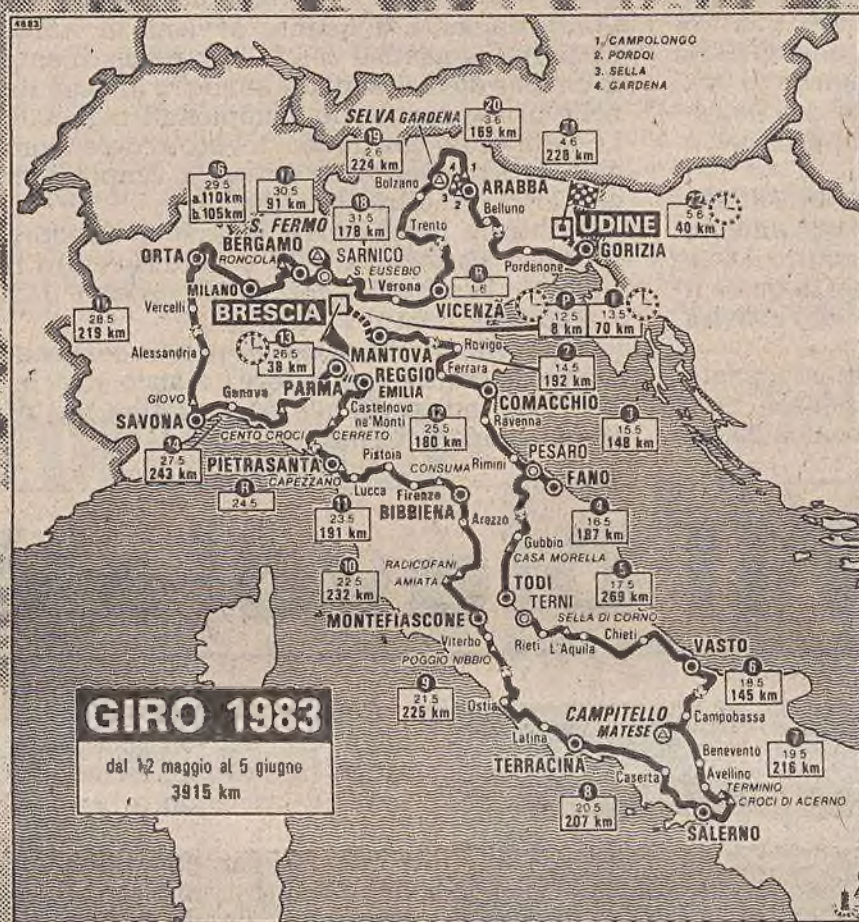 4883
1. CAMPOLONGO
2. PORDOI
3. SELLA
4. GARDENA
SELVA GARDENA
20
3.6
169 km
19
2.6
224 km
21
4.6
228 km
16
29.5
a.110km
b.105km
17
30.5
91 km
18
31.5
178 km
22
5.6
40 km
4
1
3
2
Bolzano
ARABBA
Belluno
Trento
UDINE
GORIZIA
Pordenone
S. FERMO
BERGAMO
RONCOLA
SARNICO
S. EUSEBIO
ORTA
MILANO
Verona
R
1.6
VICENZA
P
12.5
8 km
1
13.5
70 km
BRESCIA
Vercelli
28.5
219 km
Alessandria
13
26.5
38 km
MANTOVA
Rovigo
Ferrara
2
14.5
192 km
PARMA
REGGIO
EMILIA
COMACCHIO
GIOVO
Genova
Castelnovo
ne'Monti
12
25.5
180 km
Ravenna
3
15.5
148 km
SAVONA
CENTO CROCI
CERRETO
14
27.5
243 km
PIETRASANTA
CAPEZZANO
Pistoia
CONSUMA
Rimini
PESARO
FANO
R
24.5
Lucca
Firenze
BIBBIENA
11
23.5
191 km
Arezzo
4
16.5
187 km
Gubbio
CASA MORELLA
RADICOFANI
AMIATA
10
22.5
232 km
5
17.5
269 km
TODI
TERNI
SELLA DI CORNO
MONTEFIASCONE
Rieti
L'Aquila
Chieti
VASTO
Viterbo
POGGIO NIBBIO
6
18.5
145 km
9
21.5
225 km
Ostia
CAMPITELLO
MATESE
Campobassa
Latina
TERRACINA
Benevento
7
19.5
216 km
Caserta
Avellino
TERMINIO
CROCI DI ACERNO
8
20.5
207 km
SALERNO
GIRO 1983
dal 12 maggio al 5 giugno
3915 km